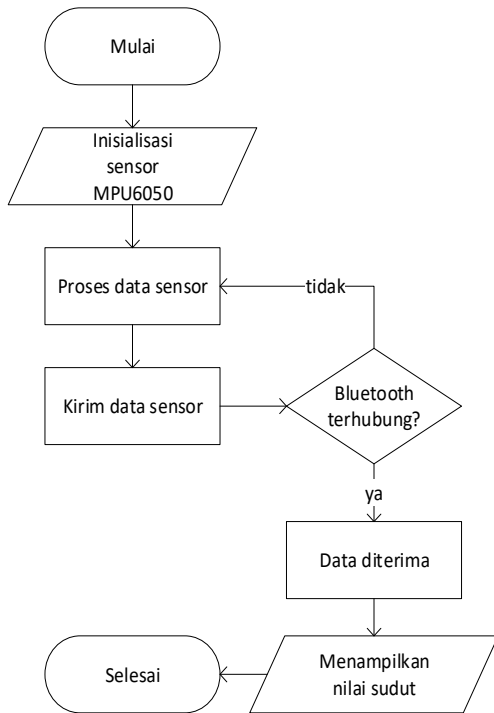 Mulai
Inisialisasi
sensor
MPU6050
Proses data sensor
tidak
Kirim data sensor
Bluetooth
terhubung?
ya
Data diterima
Menampilkan
nilai sudut
Selesai